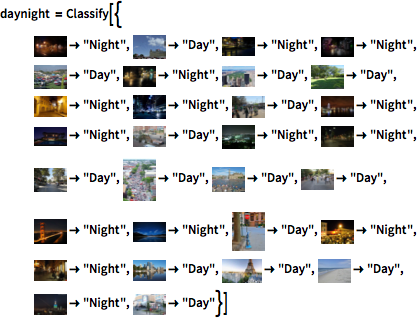 daynight = Classify[{
→ "Night", → "Day", → "Night", → "Night",
→ "Day", → "Night", → "Day", → "Day",
→ "Night", → "Night", → "Day", → "Night",
→ "Night", → "Day", → "Night", → "Night",
→ "Day", → "Day", → "Day", → "Day",
→ "Night", → "Night", → "Day", → "Night",
→ "Night", → "Day", → "Day", → "Day",
→ "Night", → "Day"}]